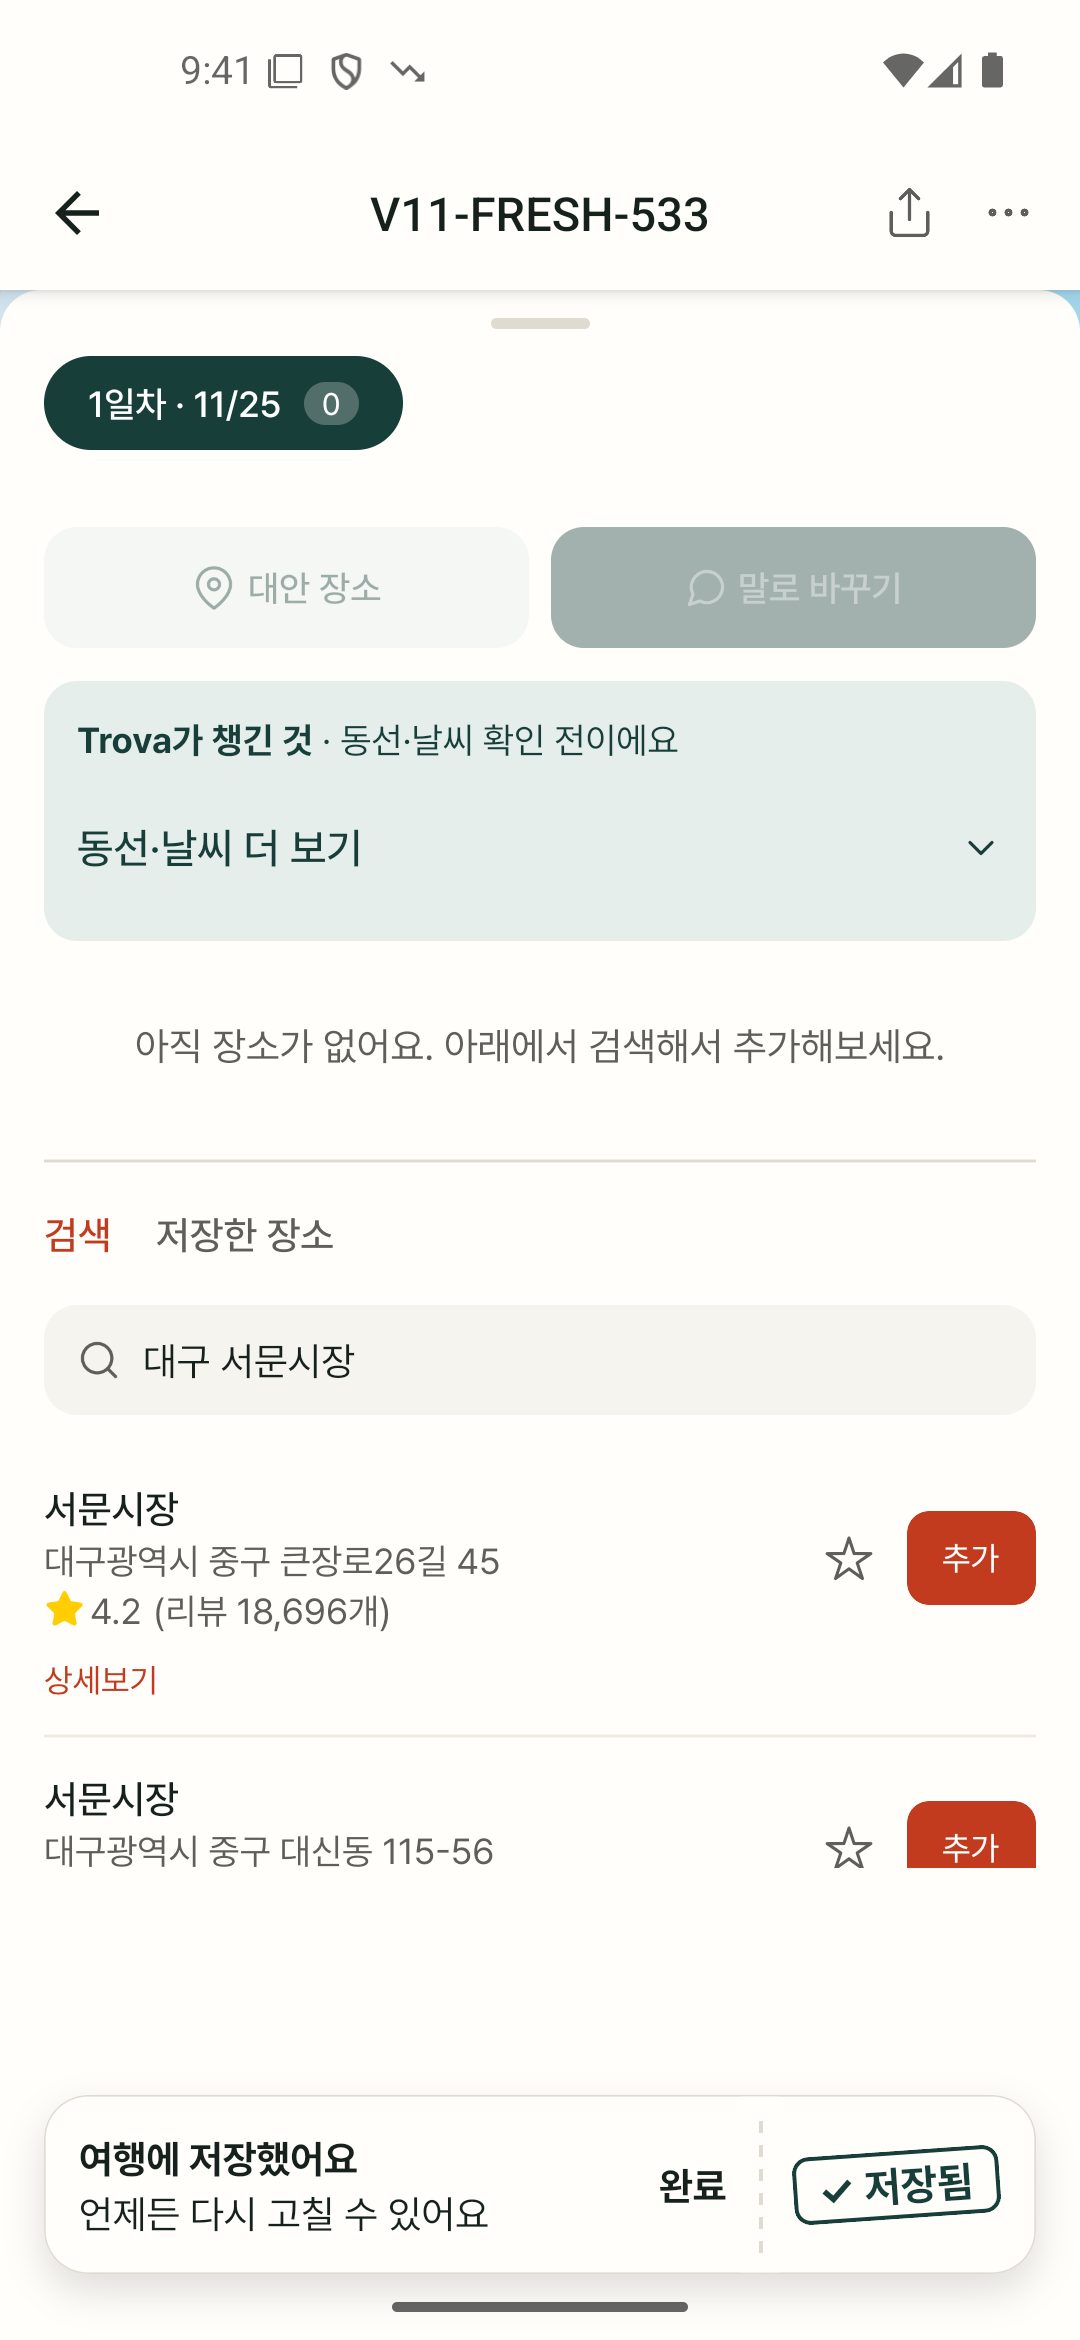 9:41
V11-FRESH-533
1일차 · 11/25 0
대안 장소
말로 바꾸기
Trova가 챙긴 것 · 동선·날씨 확인 전이에요
동선·날씨 더 보기
아직 장소가 없어요. 아래에서 검색해서 추가해보세요.
검색 저장한 장소
대구 서문시장
서문시장
대구광역시 중구 큰장로26길 45
4.2 (리뷰 18,696개)
추가
상세보기
서문시장
대구광역시 중구 대신동 115-56
추가
여행에 저장했어요
언제든 다시 고칠 수 있어요
완료
저장됨